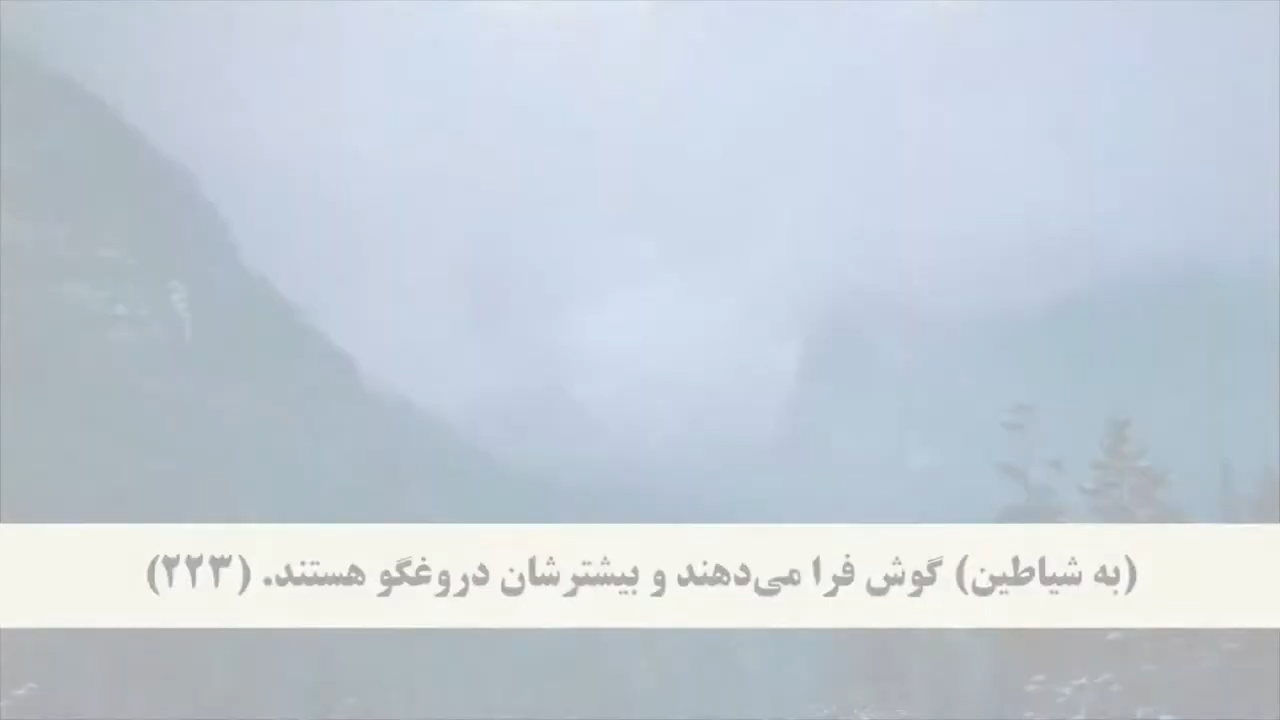 (به شیاطین) گوش فرا می‌دهند و بیشترشان دروغگو هستند. (۲۲۳)